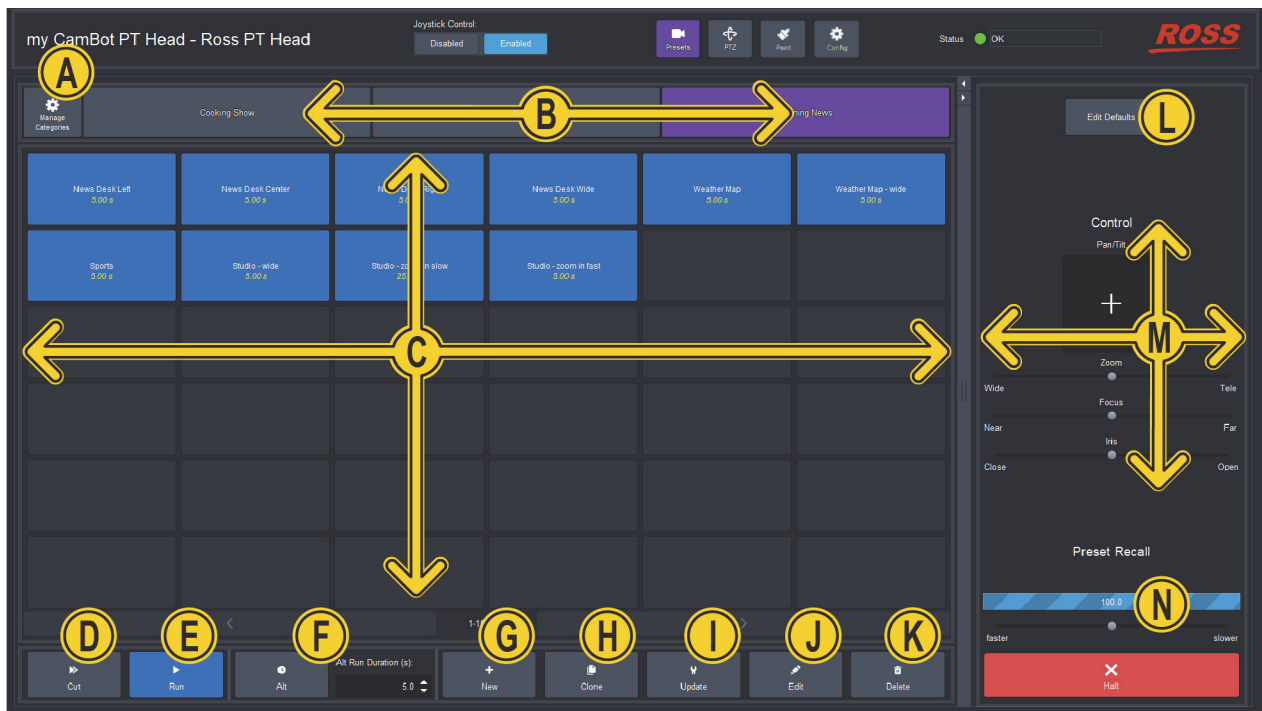 my CamBot PT Head - Ross PT Head
Joystick Control:
Disabled
Enabled
Presets
PTZ
Paint
Config
Status
OK
ROSS
A
Manage
Categories
Cooking Show
B
News
Edit Defaults
L
News Desk Left
5.00 s
News Desk Center
5.00 s
News Desk Wide
5.00 s
Weather Map
5.00 s
Weather Map - wide
5.00 s
Sports
5.00 s
Studio - wide
5.00 s
Studio - in slow
Studio - zoom in fast
5.00 s
C
Control
Pan/Tilt
M
Zoom
Wide
Tele
Focus
Near
Far
Iris
Close
Open
Preset Recall
100.0
N
faster
slower
Halt
D
E
F
G
H
I
J
K
Cut
Run
Alt
Alt Run Duration (s):
5.0
New
Clone
Update
Edit
Delete